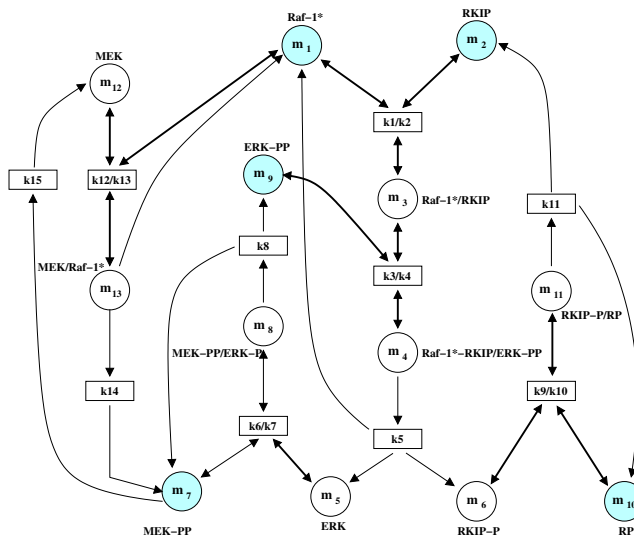 Raf-1*
RKIP
m 1
m 2
MEK
m 12
k1/k2
ERK-PP
k15
k12/k13
m 9
m 3
Raf-1*/RKIP
k11
k8
MEK/Raf-1*
k3/k4
m 13
m 11
RKIP-P/RP
m 8
MEK-PP/ERK-P
m 4
Raf-1*-RKIP/ERK-PP
k14
k9/k10
k6/k7
k5
m 7
m 5
m 6
m 10
MEK-PP
ERK
RKIP-P
RP